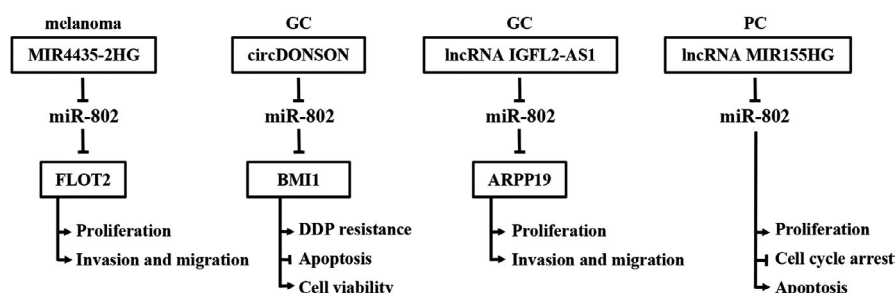 melanoma
MIR4435-2HG
miR-802
FLOT2
Proliferation
Invasion and migration
GC
circDONSON
miR-802
BMI1
DDP resistance
Apoptosis
Cell viability
GC
lncRNA IGFL2-AS1
miR-802
ARPP19
Proliferation
Invasion and migration
PC
lncRNA MIR155HG
miR-802
Proliferation
Cell cycle arrest
Apoptosis